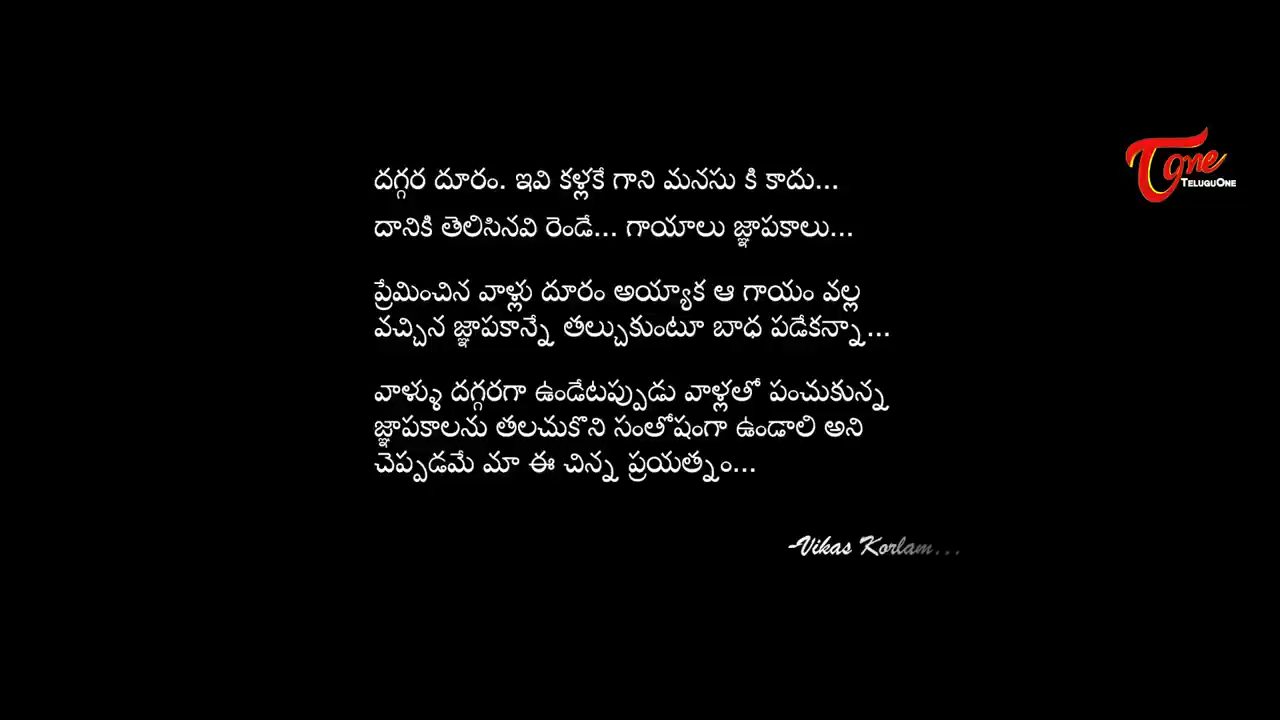 దగ్గర దూరం. ఇవి కళ్లకే గాని మనసు కి కాదు...
దానికి తెలిసినవి రెండే... గాయాలు జ్ఞాపకాలు...
ప్రేమించిన వాళ్లు దూరం అయ్యాక ఆ గాయం వల్ల
వచ్చిన జ్ఞాపకాన్నే తల్చుకుంటూ బాధ పడేకన్నా...
వాళ్ళు దగ్గరగా ఉండేటప్పుడు వాళ్లతో పంచుకున్న
జ్ఞాపకాలను తలచుకొని సంతోషంగా ఉండాలి అని
చెప్పడమే మా ఈ చిన్న ప్రయత్నం...
-Vikas Korlam...
Tone
TELUGUONE